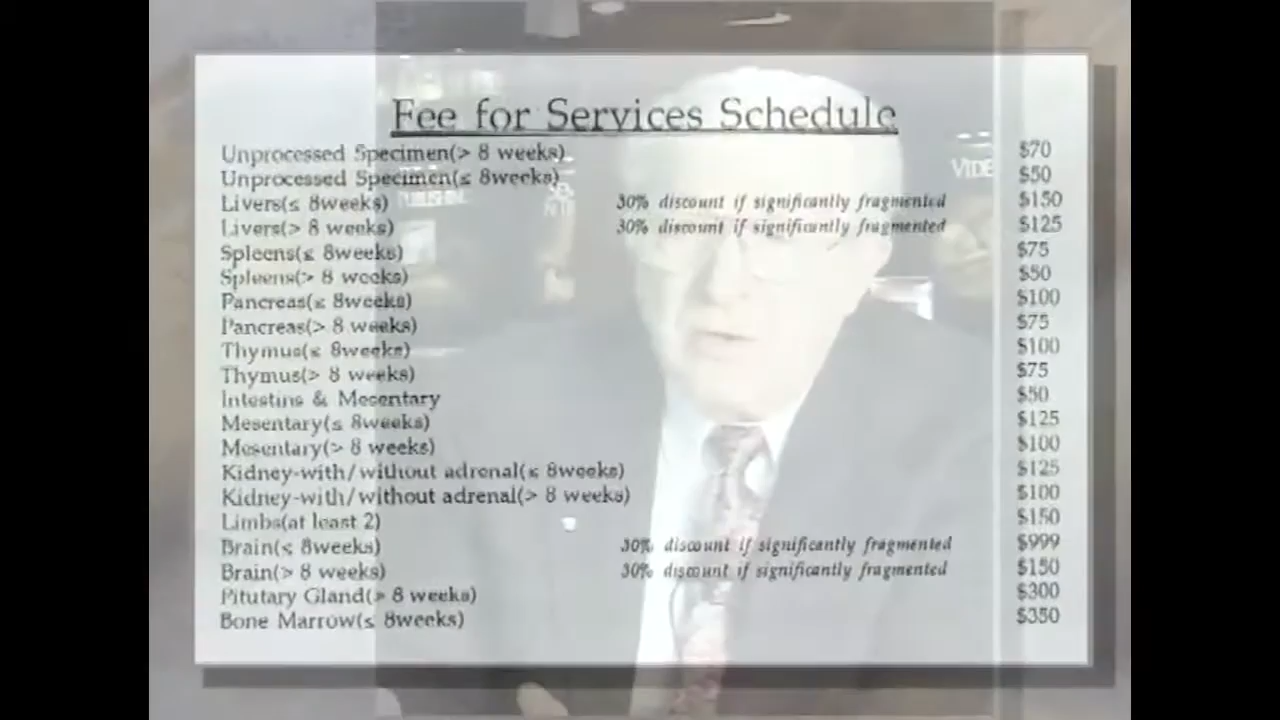 Fee for Services Schedule
Unprocessed Specimen(> 8 weeks) $70
Unprocessed Specimen(≤ 8weeks) $50
Livers(≤ 8weeks) 30% discount if significantly fragmented $150
Livers(> 8 weeks) 30% discount if significantly fragmented $125
Spleens(≤ 8weeks) $75
Spleens(> 8 weeks) $50
Pancreas(≤ 8weeks) $100
Pancreas(> 8 weeks) $75
Thymus(≤ 8weeks) $100
Thymus(> 8 weeks) $75
Intestins & Mesentary $50
Mesentary(≤ 8weeks) $125
Mesentary(> 8 weeks) $100
Kidney-with/without adrenal(≤ 8weeks) $125
Kidney-with/without adrenal(> 8 weeks) $100
Limbs(at least 2) $150
Brain(≤ 8weeks) 30% discount if significantly fragmented $999
Brain(> 8 weeks) 30% discount if significantly fragmented $150
Pitutary Gland(> 8 weeks) $300
Bone Marrow(≤ 8weeks) $350
VIDE